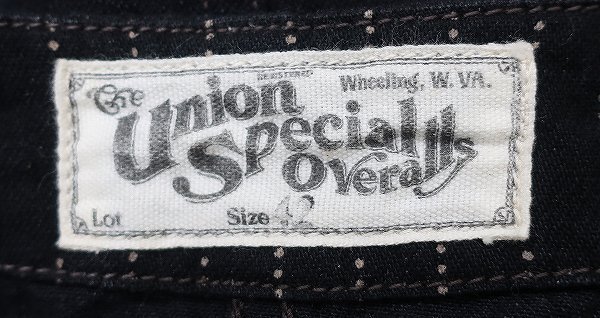 REGISTERED
The Union Wheeling, W. VA.
Special
Overalls
Lot Size 42